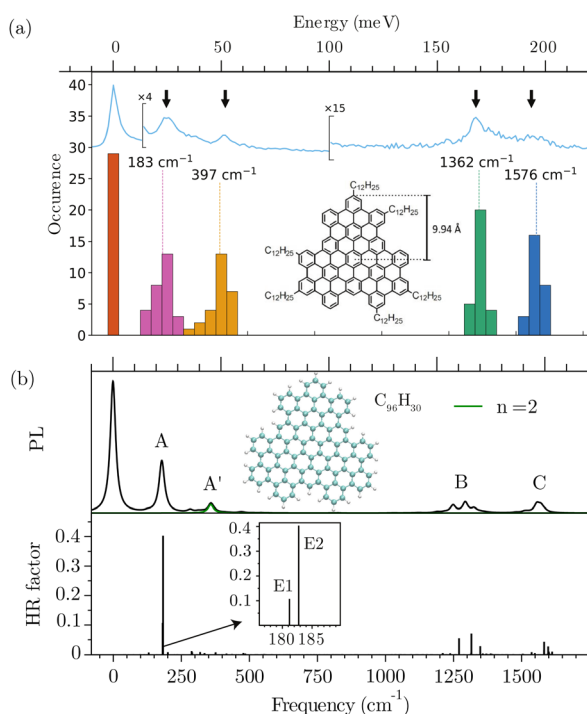 (a)
Energy (meV)
0 50 100 150 200
40
35
30
25
20
15
10
5
0
Occurence
×4
×15
183 cm⁻¹
397 cm⁻¹
1362 cm⁻¹
1576 cm⁻¹
C₁₂H₂₅
C₁₂H₂₅
C₁₂H₂₅
C₁₂H₂₅
C₁₂H₂₅
C₁₂H₂₅
9.94 Å
(b)
PL
A
A'
B
C
C₉₆H₃₀
n = 2
HR factor
0.4
0.3
0.2
0.1
0
0.4
0.3
0.2
0.1
E1
E2
180 185
0 250 500 750 1000 1250 1500
Frequency (cm⁻¹)